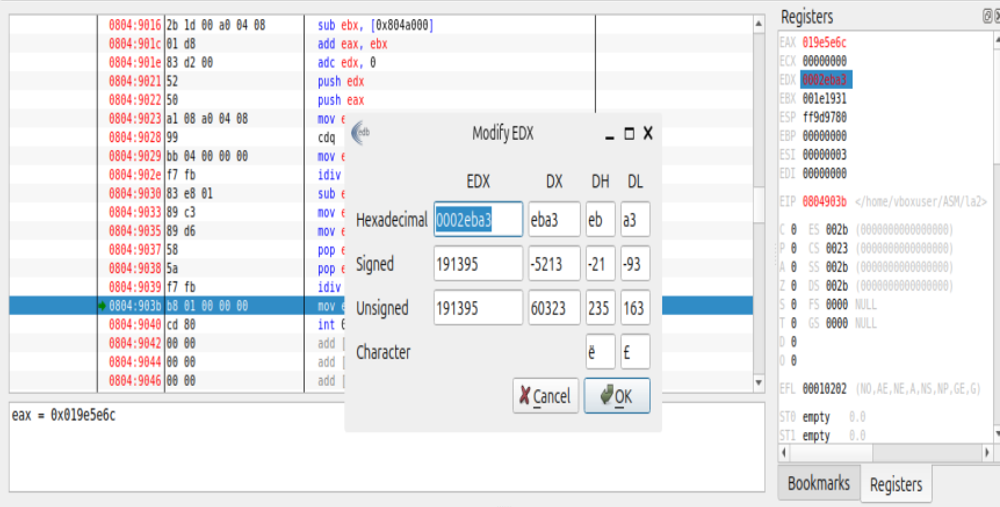 0804:9016 2b 1d 00 a0 04 08 sub ebx, [0x804a000]
0804:901c 01 d8 add eax, ebx
0804:901e 83 d2 00 adc edx, 0
0804:9021 52 push edx
0804:9022 50 push eax
0804:9023 a1 08 a0 04 08 mov e
0804:9028 99 cdq
0804:9029 bb 04 00 00 00 mov e
0804:902e f7 fb idiv
0804:9030 83 e8 01 sub e
0804:9033 89 c3 mov e
0804:9035 89 d6 mov e
0804:9037 58 pop e
0804:9038 5a pop e
0804:9039 f7 fb idiv
0804:903b b8 01 00 00 00 mov e
0804:9040 cd 80 int 0
0804:9042 00 00 add [
0804:9044 00 00 add [
0804:9046 00 00 add [
eax = 0x019e5e6c
edb Modify EDX
EDX DX DH DL
Hexadecimal 0002eba3 eba3 eb a3
Signed 191395 -5213 -21 -93
Unsigned 191395 60323 235 163
Character ë £
Cancel OK
Registers
EAX 019e5e6c
ECX 00000000
EDX 0002eba3
EBX 001e1931
ESP ff9d9780
EBP 00000000
ESI 00000003
EDI 00000000
EIP 0804903b </home/vboxuser/ASM/la2>
C 0 ES 002b (0000000000000000)
P 0 CS 0023 (0000000000000000)
A 0 SS 002b (0000000000000000)
Z 0 DS 002b (0000000000000000)
S 0 FS 0000 NULL
T 0 GS 0000 NULL
D 0
O 0
EFL 00010202 (NO,AE,NE,A,NS,NP,GE,G)
ST0 empty 0.0
ST1 empty 0.0
Bookmarks Registers